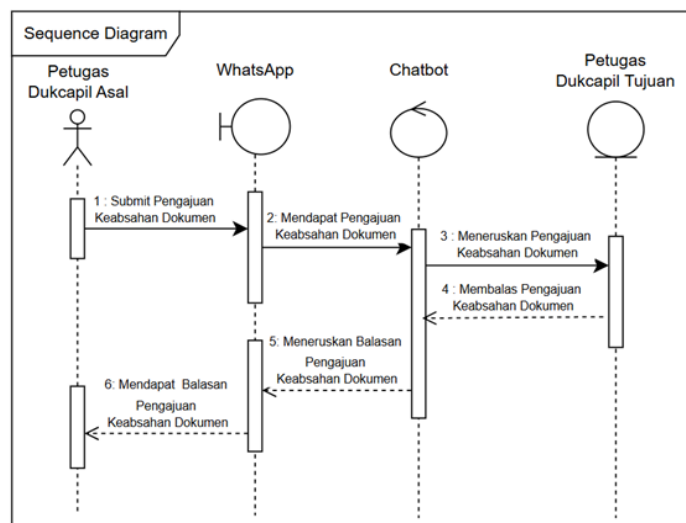 Sequence Diagram
Petugas
Dukcapil Asal
WhatsApp
Chatbot
Petugas
Dukcapil Tujuan
1 : Submit Pengajuan
Keabsahan Dokumen
2: Mendapat Pengajuan
Keabsahan Dokumen
3 : Meneruskan Pengajuan
Keabsahan Dokumen
4 : Membalas Pengajuan
Keabsahan Dokumen
5: Meneruskan Balasan
Pengajuan
Keabsahan Dokumen
6: Mendapat Balasan
Pengajuan
Keabsahan Dokumen